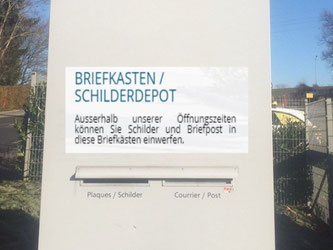 BRIEFKASTEN /
SCHILDERDEPOT
Ausserhalb unserer Öffnungszeiten
können Sie Schilder und Briefpost in
diese Briefkästen einwerfen.
Plaques / Schilder
Courrier / Post